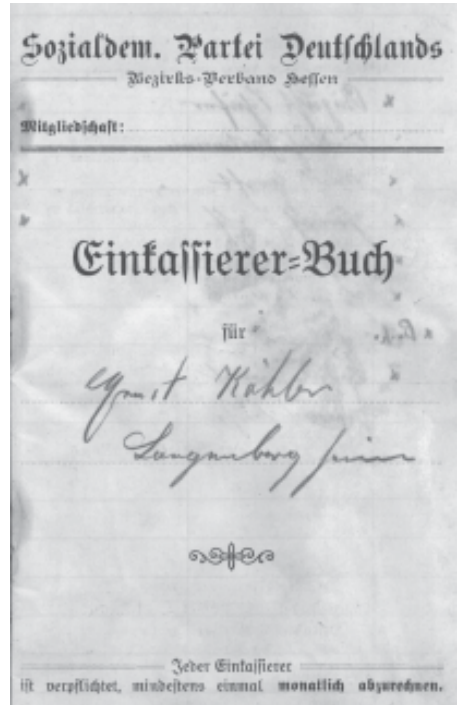 Sozialdem. Partei Deutschlands
Bezirks-Verband Hessen
Mitgliedschaft:
Einkassierer-Buch
für
Ernst Köhler
Langenberg heim
Jeder Einkassierer
ist verpflichtet, mindestens einmal monatlich abzurechnen.